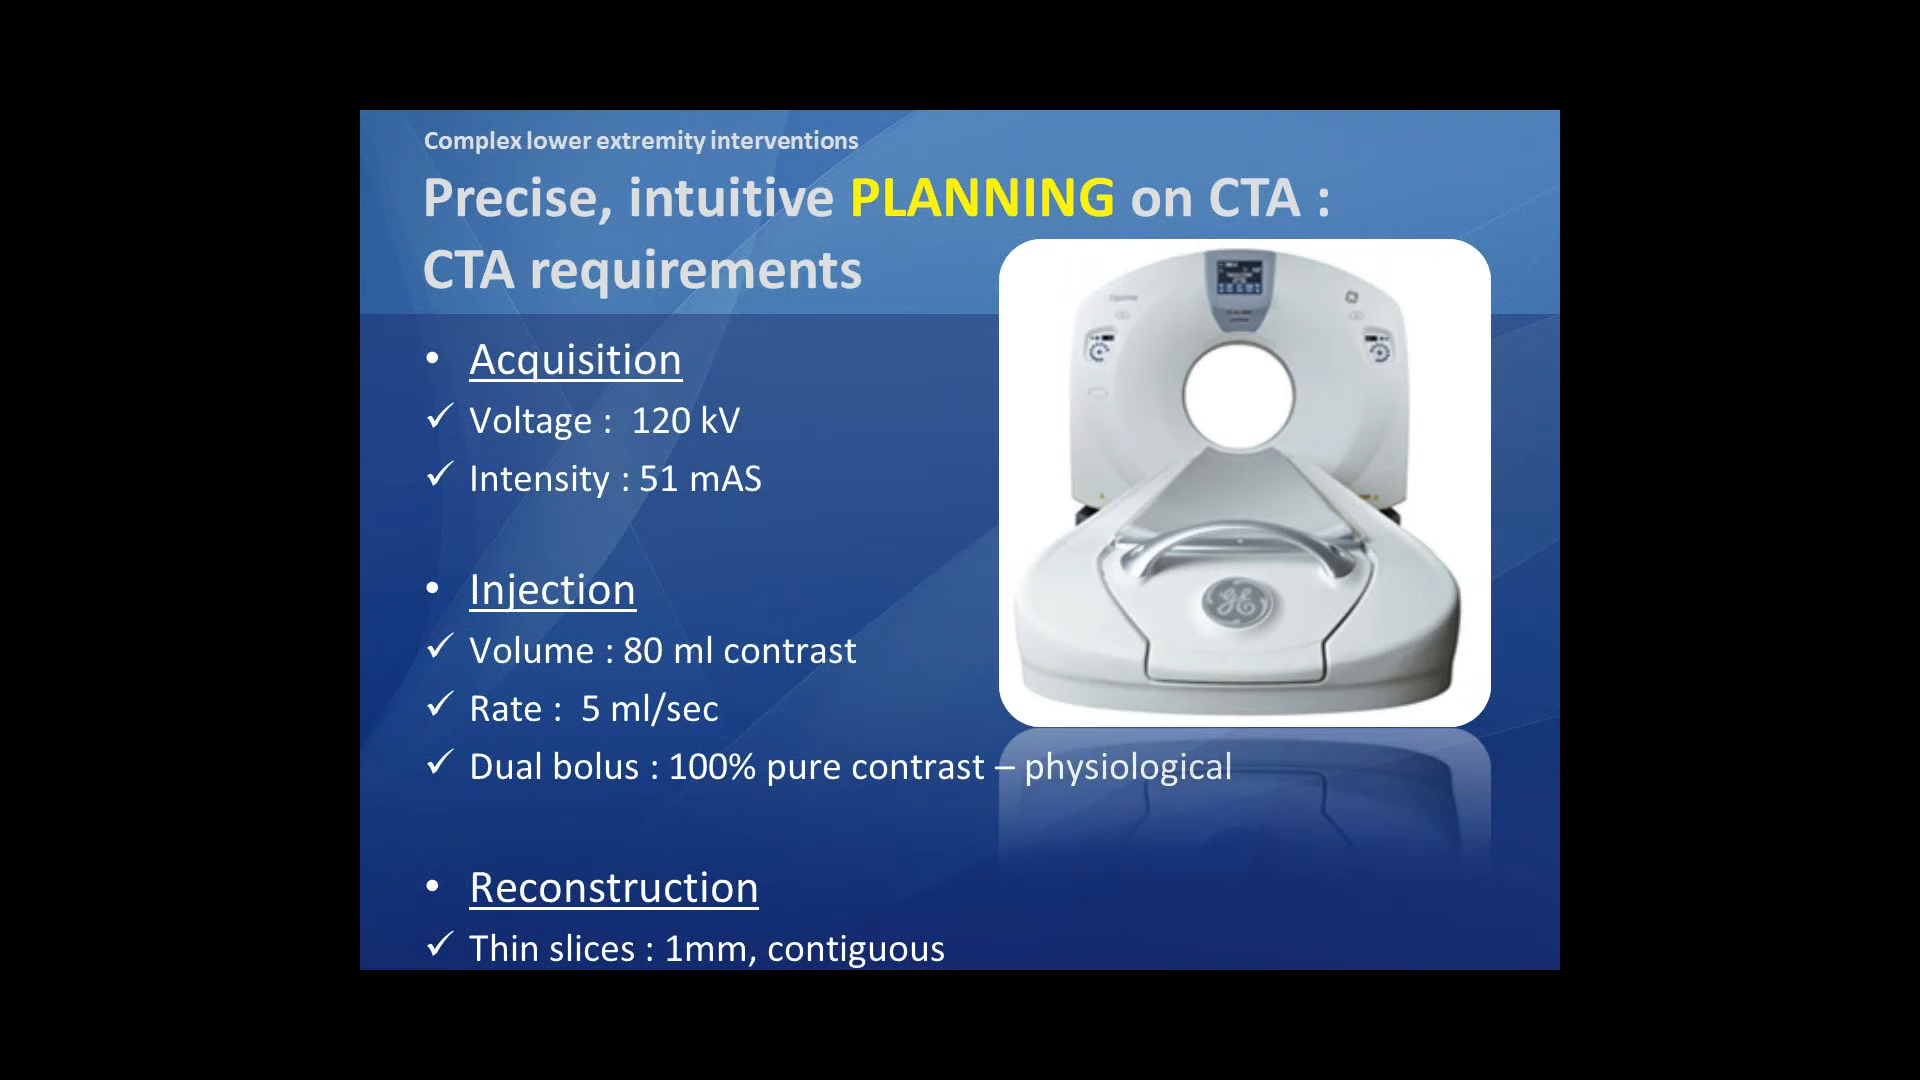 Complex lower extremity interventions
Precise, intuitive PLANNING on CTA :
CTA requirements
• Acquisition
✓ Voltage :  120 kV
✓ Intensity : 51 mAS
• Injection
✓ Volume : 80 ml contrast
✓ Rate :  5 ml/sec
✓ Dual bolus : 100% pure contrast – physiological
• Reconstruction
✓ Thin slices : 1mm, contiguous
Optima
GE